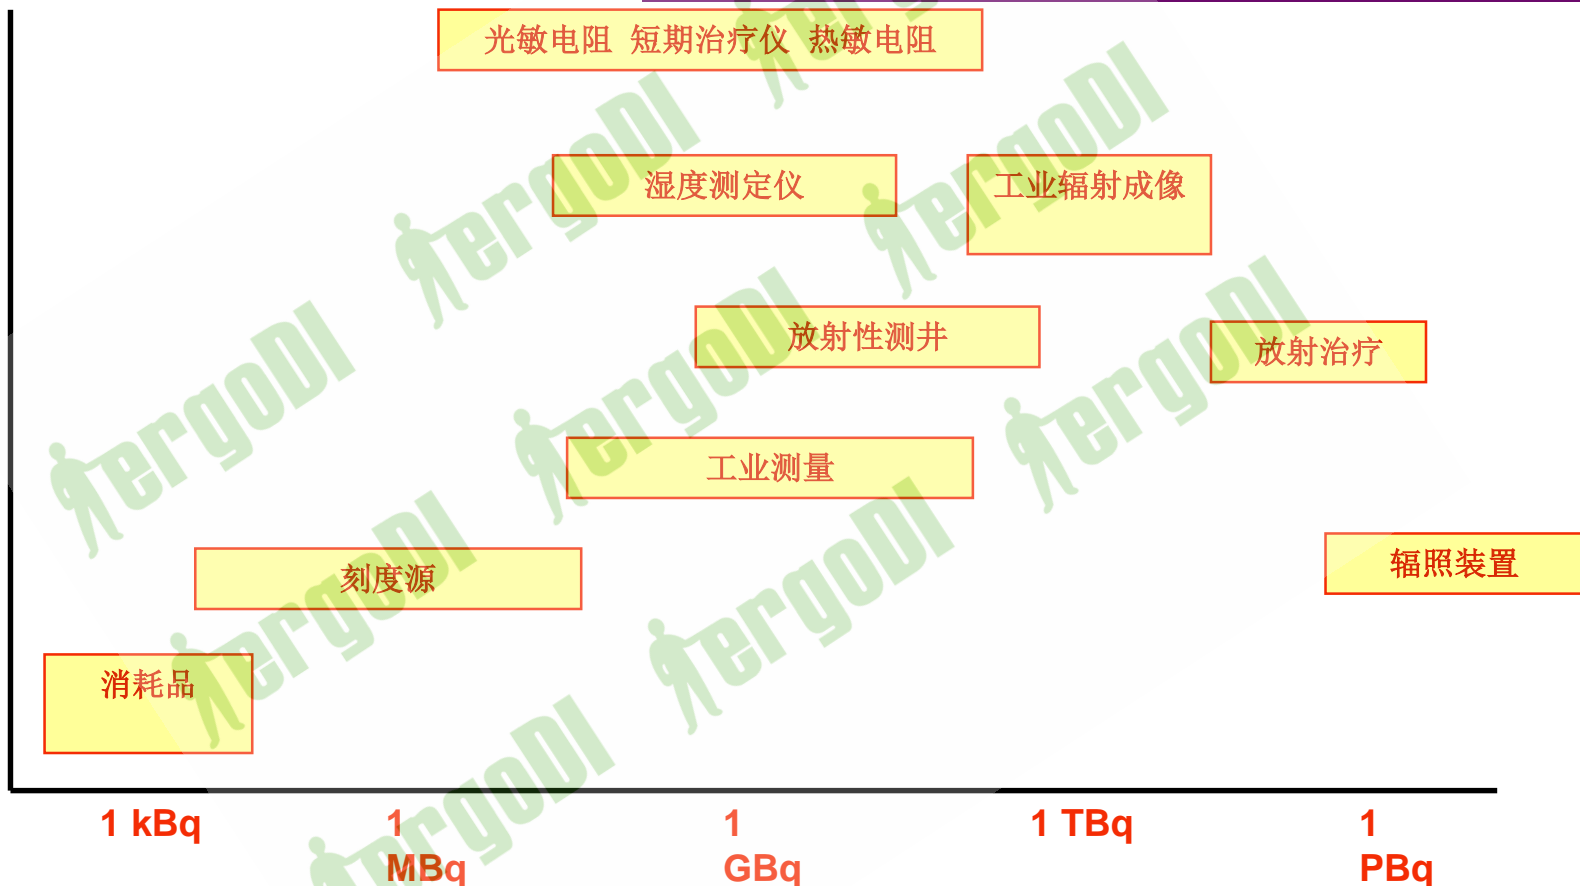 光敏电阻 短期治疗仪 热敏电阻
湿度测定仪
工业辐射成像
放射性测井
放射治疗
工业测量
刻度源
辐照装置
消耗品
1 kBq
1 MBq
1 GBq
1 TBq
1 PBq